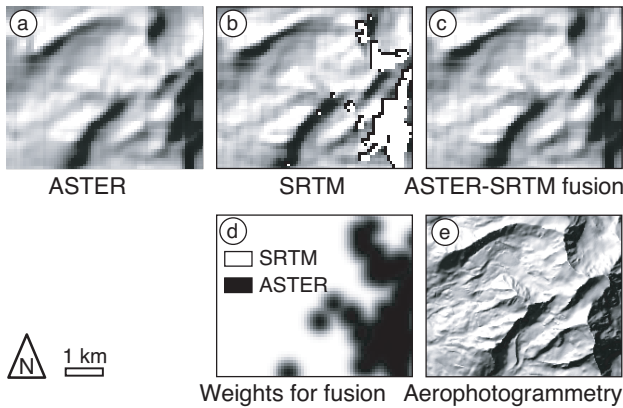 a
b
c
ASTER
SRTM
ASTER-SRTM fusion
d
SRTM
ASTER
e
N
1 km
Weights for fusion
Aerophotogrammetry